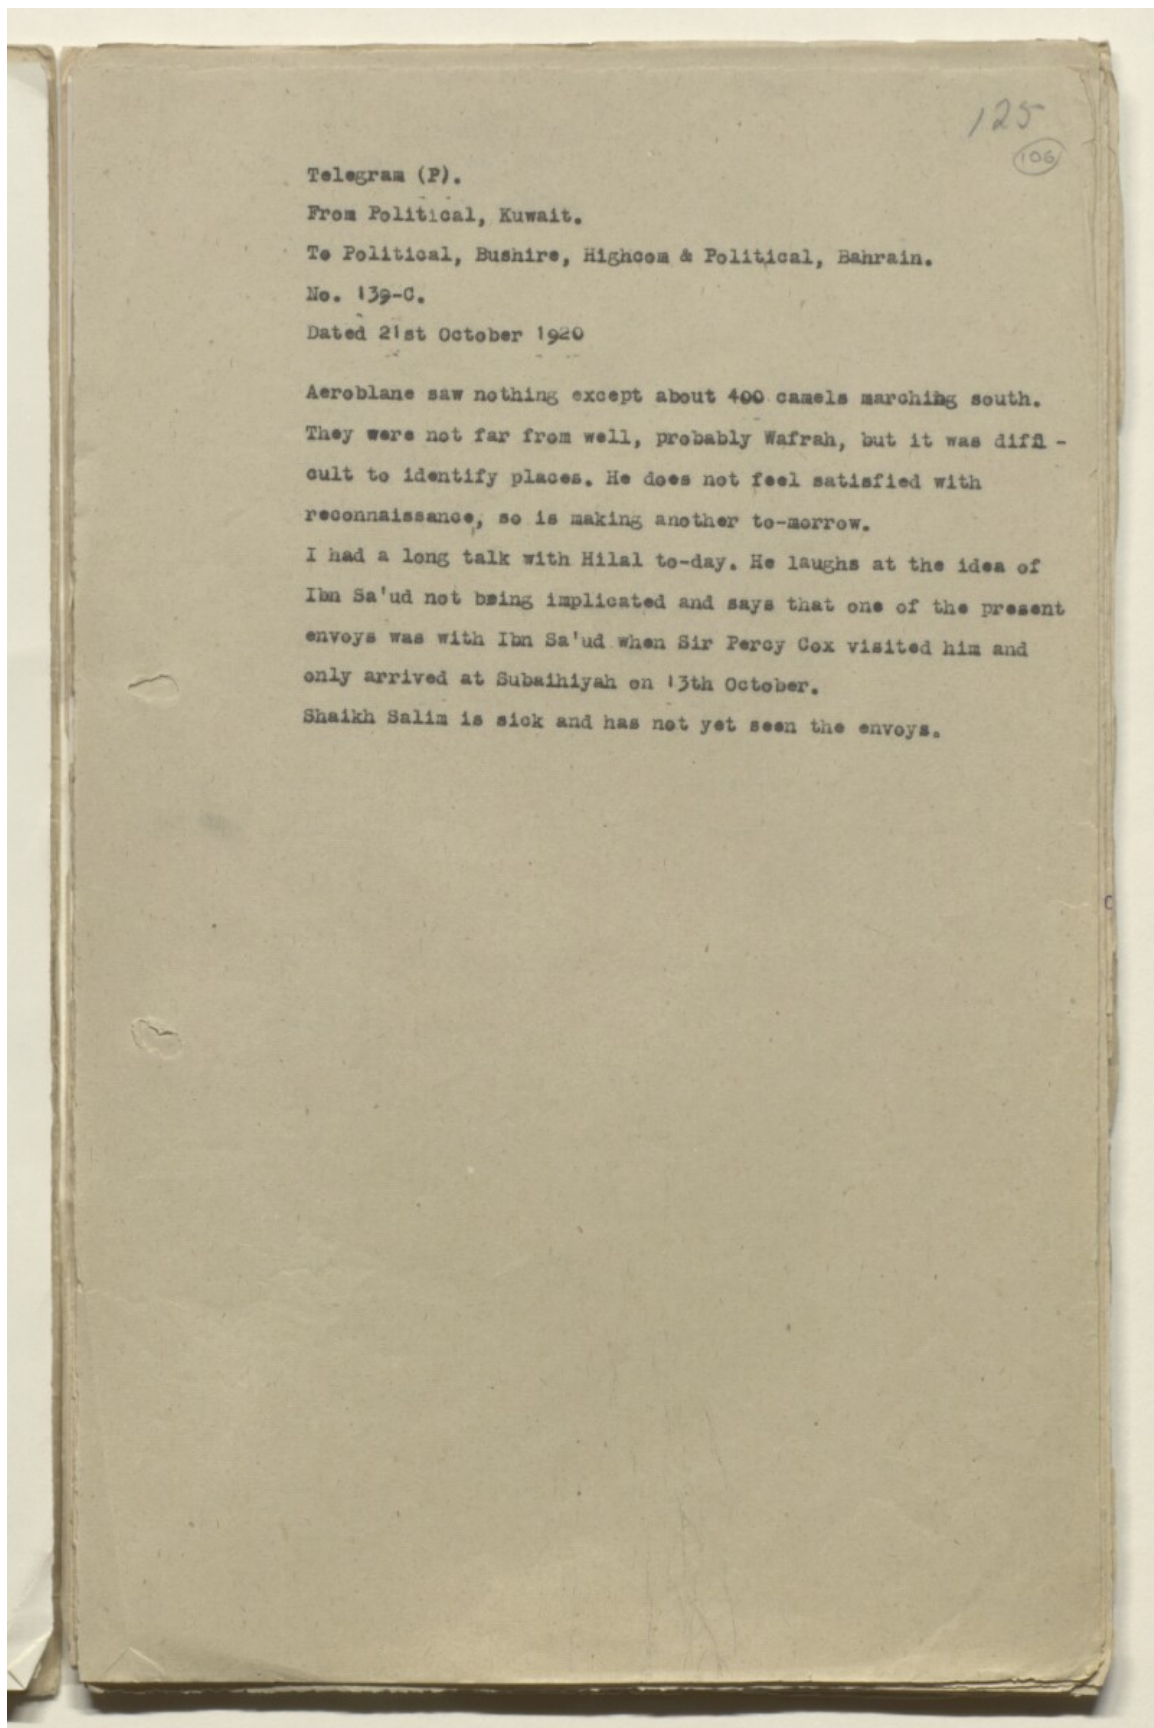 125
106
Telegram (P).
From Political, Kuwait.
To Political, Bushire, Highcom & Political, Bahrain.
No. 139-C.
Dated 21st October 1920
Aeroblane saw nothing except about 400 camels marching south.
They were not far from well, probably Wafrah, but it was diffi -
cult to identify places. He does not feel satisfied with
reconnaissance, so is making another to-morrow.
I had a long talk with Hilal to-day. He laughs at the idea of
Ibn Sa'ud not being implicated and says that one of the present
envoys was with Ibn Sa'ud when Sir Percy Cox visited him and
only arrived at Subaihiyah on 13th October.
Shaikh Salim is sick and has not yet seen the envoys.